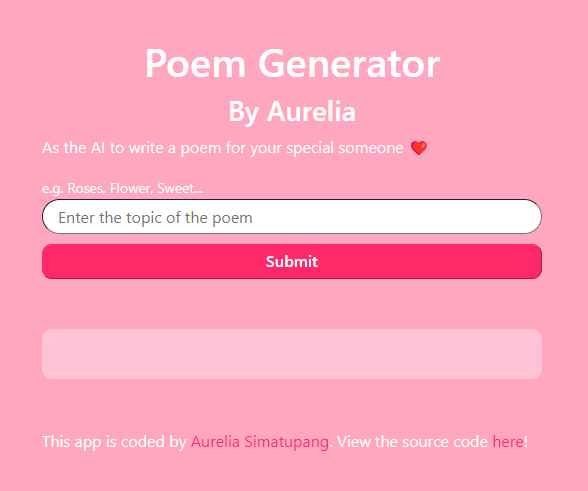 Poem Generator
By Aurelia
As the AI to write a poem for your special someone ❤️
e.g. Roses, Flower, Sweet...
Enter the topic of the poem
Submit
This app is coded by Aurelia Simatupang. View the source code here!